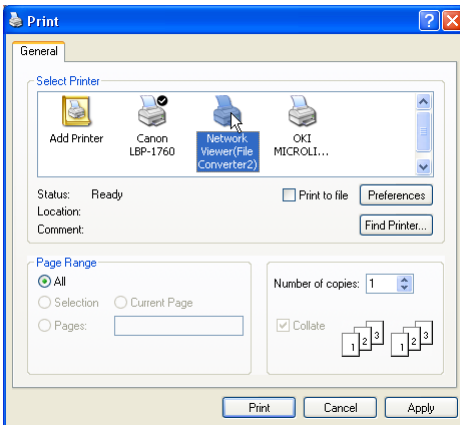 Print
General
Select Printer
Add Printer
Canon
LBP-1760
Network
Viewer(File
Converter2)
OKI
MICROLI...
Status: Ready
Location:
Comment:
Print to file
Preferences
Find Printer...
Page Range
All
Selection
Current Page
Pages:
Number of copies: 1
Collate
1 2 3
1 2 3
Print
Cancel
Apply